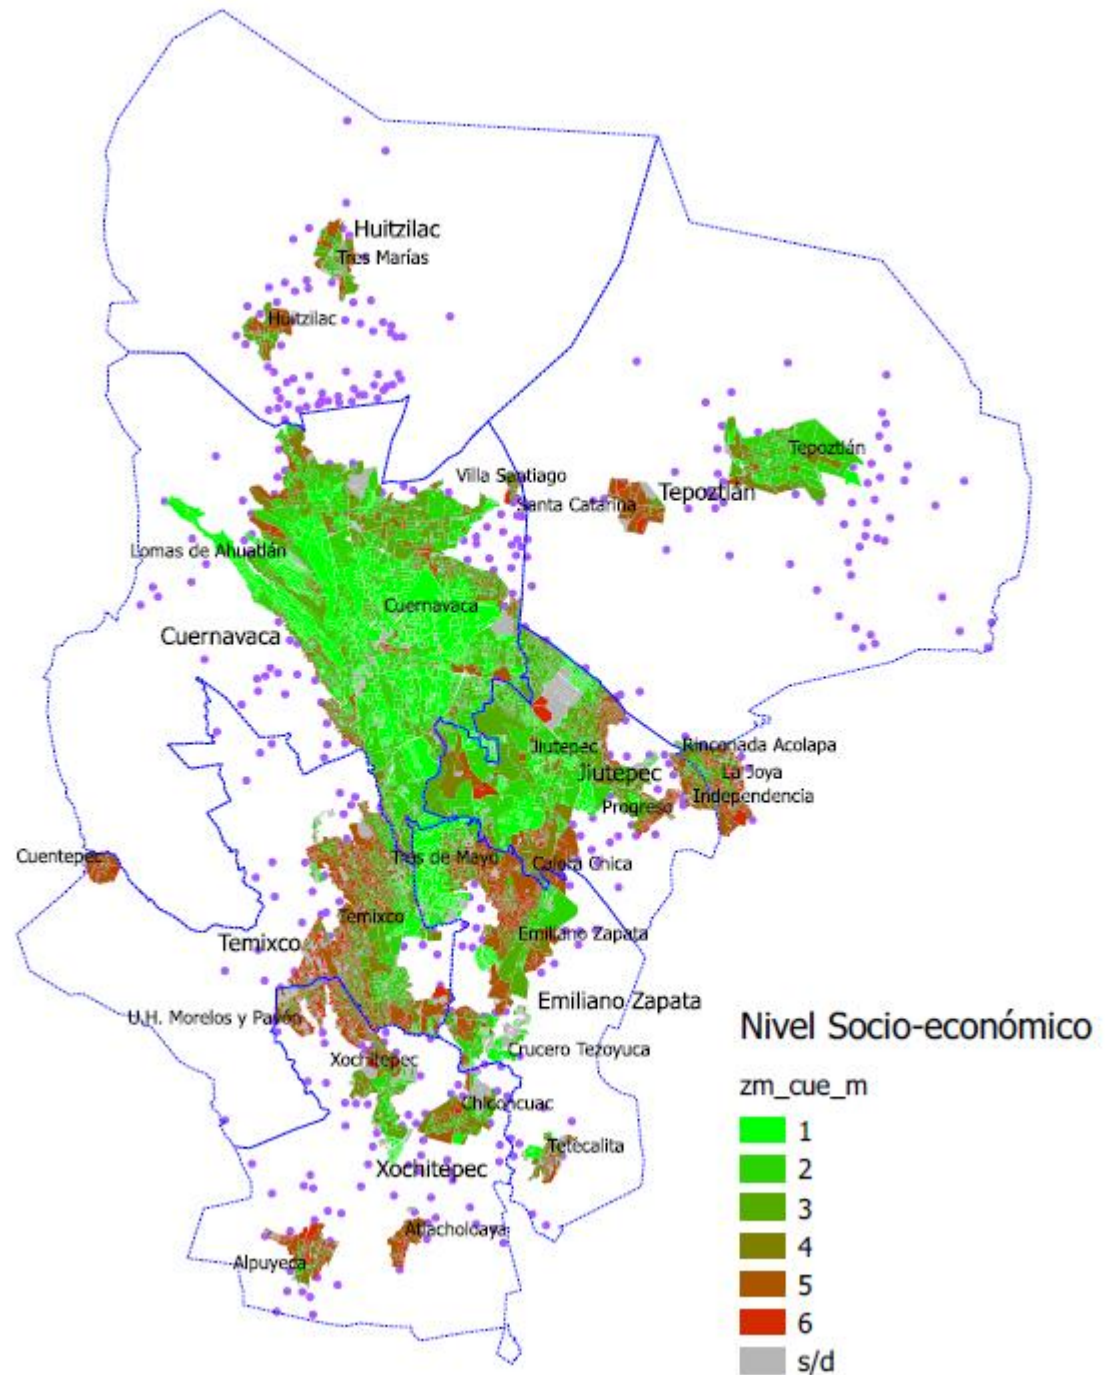 Huitzilac
Tres Marías
Huitzilac
Tepoztlán
Villa Santiago
Santa Catarina
Tepoztlán
Lomas de Ahuatlán
Cuernavaca
Cuernavaca
Jiutepec
Rinconada Acolapa
Jiutepec
La Joya
Independencia
Progreso
Cuentepec
Tres de Mayo
Calera Chica
Temixco
Emiliano Zapata
Temixco
Emiliano Zapata
U.H. Morelos y Pavón
Crucero Tezoyuca
Xochitepec
Chiconcuac
Tetecalita
Xochitepec
Atlacholoaya
Alpuyeca
Nivel Socio-económico
zm_cue_m
1
2
3
4
5
6
s/d